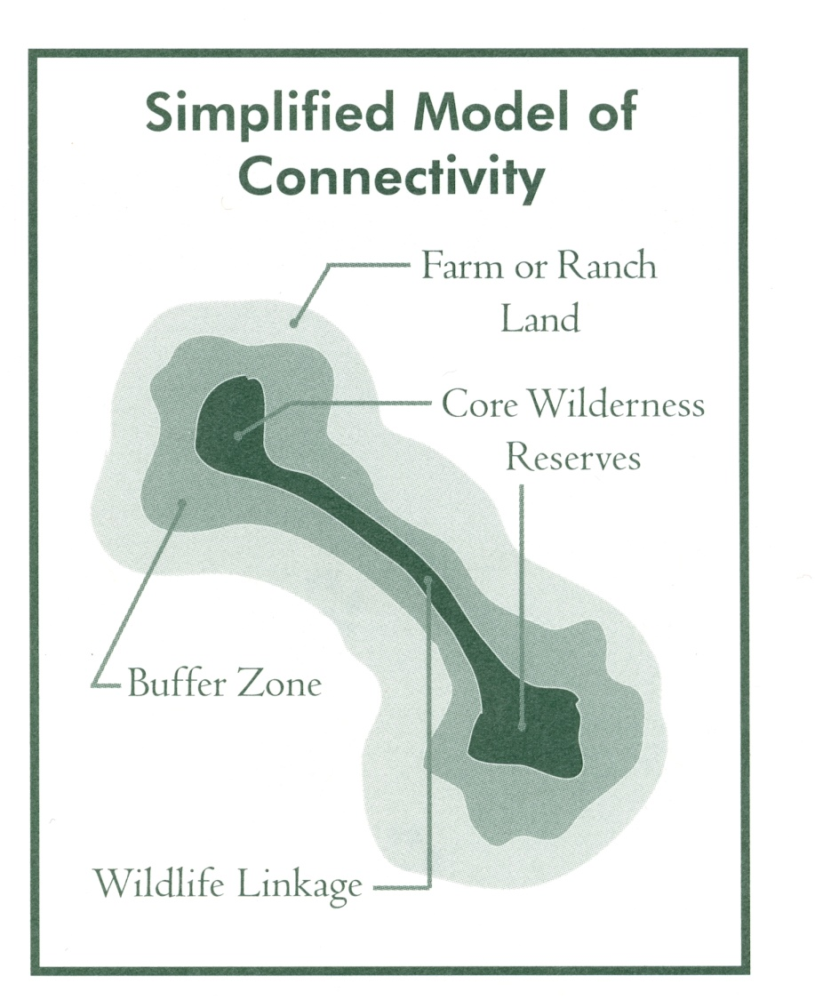 Simplified Model of
Connectivity
Farm or Ranch
Land
Core Wilderness
Reserves
Buffer Zone
Wildlife Linkage